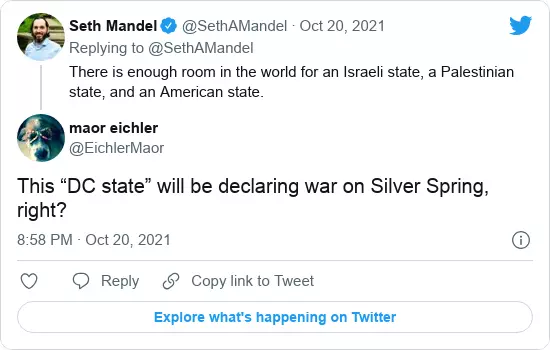 Seth Mandel @SethAMandel · Oct 20, 2021
Replying to @SethAMandel
There is enough room in the world for an Israeli state, a Palestinian
state, and an American state.
maor eichler
@EichlerMaor
This “DC state” will be declaring war on Silver Spring,
right?
8:58 PM · Oct 20, 2021
Reply
Copy link to Tweet
Explore what's happening on Twitter